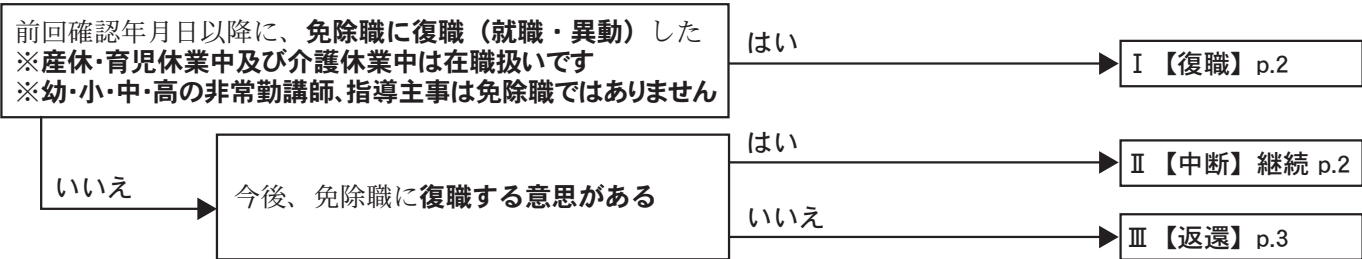 前回確認年月日以降に、免除職に復職（就職・異動）した
※産休・育児休業中及び介護休業中は在職扱いです
※幼・小・中・高の非常勤講師、指導主事は免除職ではありません
はい
Ⅰ 【復職】 p.2
いいえ
今後、免除職に復職する意思がある
はい
Ⅱ 【中断】 継続 p.2
いいえ
Ⅲ 【返還】 p.3